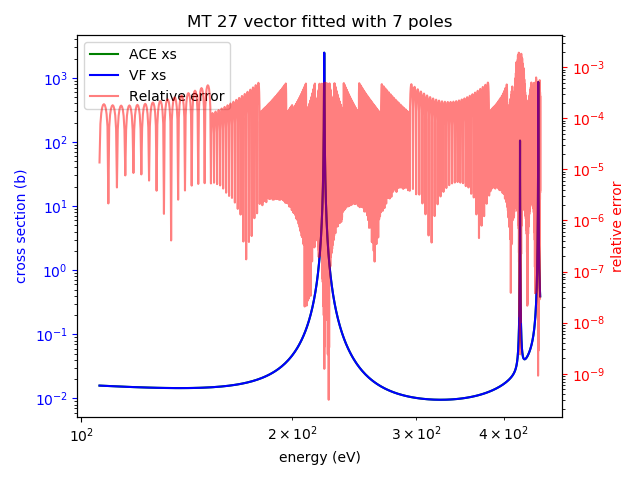 MT 27 vector fitted with 7 poles
ACE xs
VF xs
Relative error
cross section (b)
10³
10²
10¹
10⁰
10⁻¹
10⁻²
relative error
10⁻³
10⁻⁴
10⁻⁵
10⁻⁶
10⁻⁷
10⁻⁸
10⁻⁹
10² 2 × 10² 3 × 10² 4 × 10²
energy (eV)